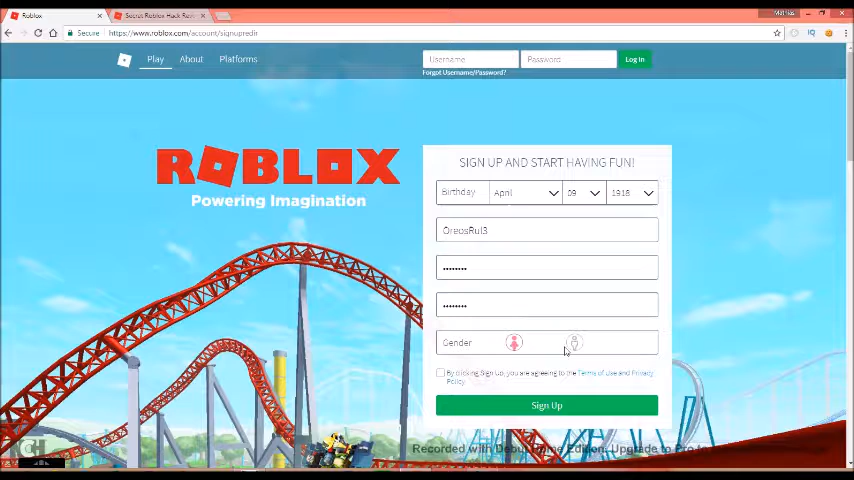 Roblox
Secret Roblox Hack Rev
Mathias
Secure
https://www.roblox.com/account/signupredir
Play
About
Platforms
Username
Password
Log In
Forgot Username/Password?
ROBLOX
Powering Imagination
SIGN UP AND START HAVING FUN!
Birthday
April
09
1918
OreosRul3
••••••••
••••••••
Gender
By clicking Sign Up, you are agreeing to the Terms of Use and Privacy
Policy
Sign Up
Recorded with Debut Home Edition. Upgrade to Pro